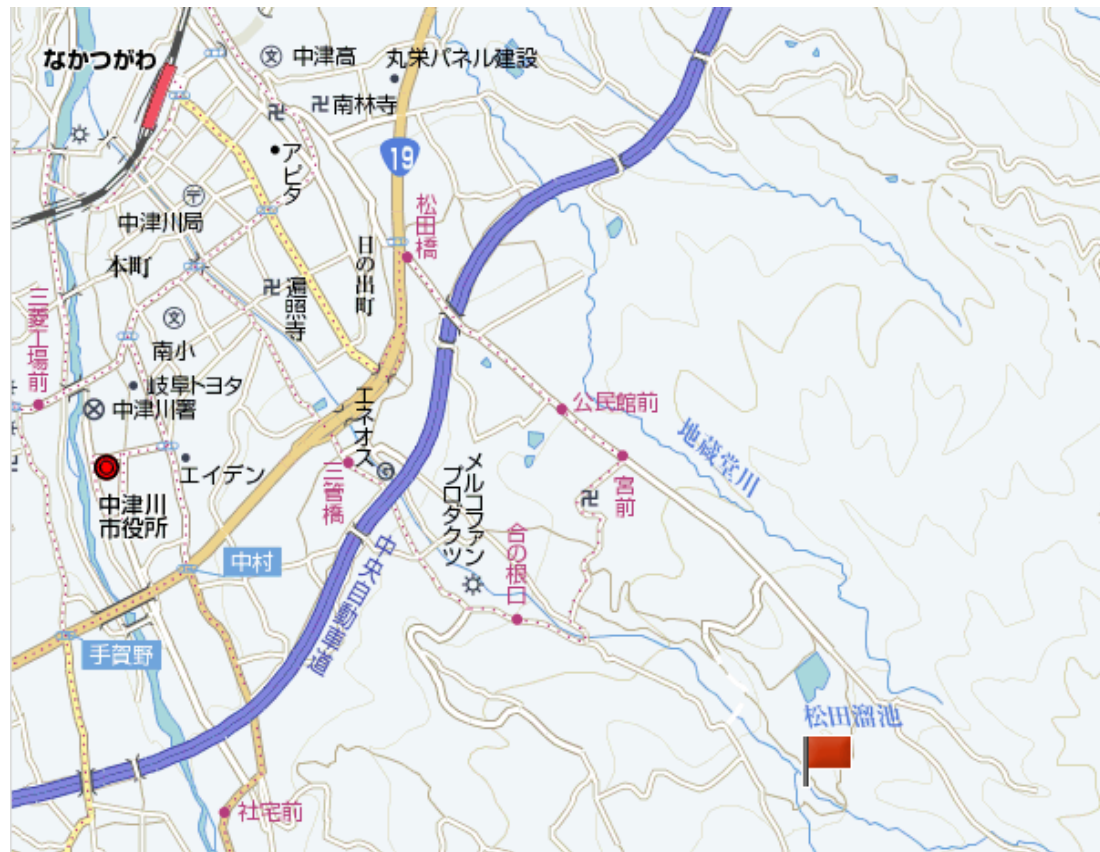 なかつがわ
中津高
丸栄パネル建設
南林寺
19
アピタ
中津川局
松田橋
本町
日の出町
遍照寺
三菱工場前
南小
岐阜トヨタ
中津川署
エネオス
公民館前
地蔵堂川
エイデン
三菅橋
メルコファン
プロダクツ
宮前
中津川
市役所
中村
合の根口
中央自動車道
手賀野
松田溜池
社宅前